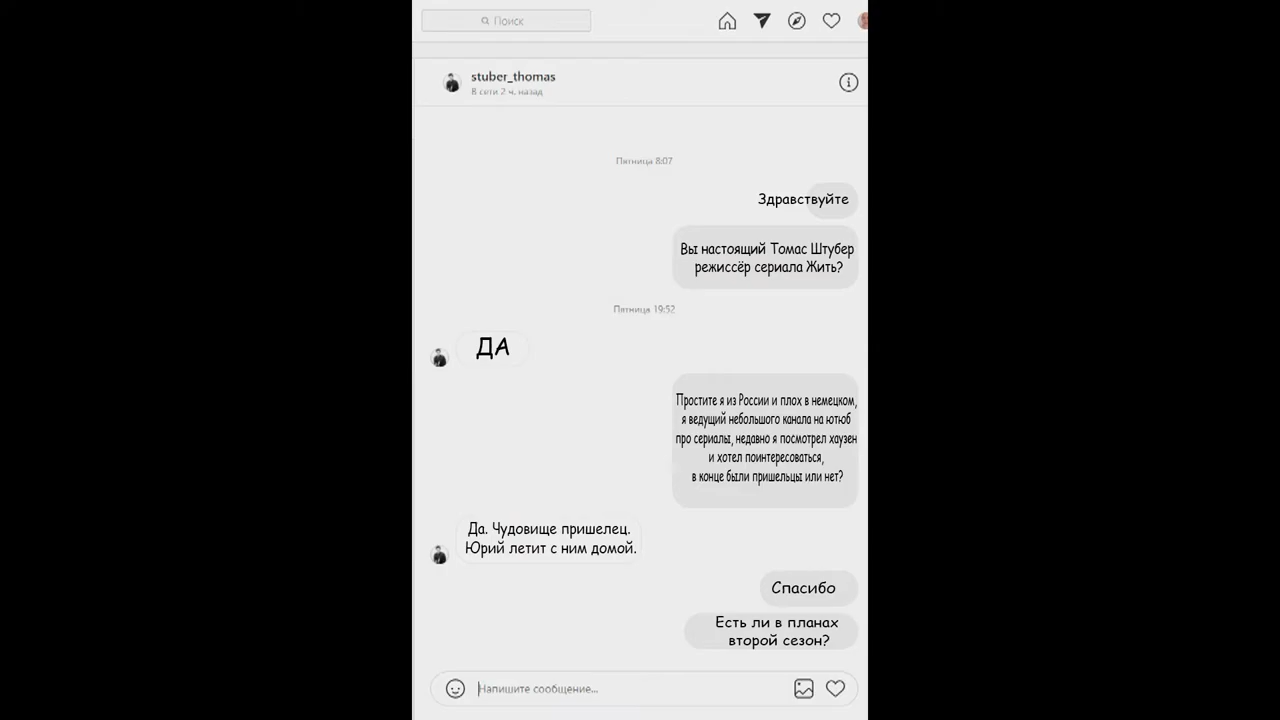 Поиск
stuber_thomas
В сети 2 ч. назад
Пятница 8:07
Здравствуйте
Вы настоящий Томас Штубер
режиссёр сериала Жить?
Пятница 19:52
ДА
Простите я из России и плох в немецком,
я ведущий небольшого канала на ютюб
про сериалы, недавно я посмотрел хаузен
и хотел поинтересоваться,
в конце были пришельцы или нет?
Да. Чудовище пришелец.
Юрий летит с ним домой.
Спасибо
Есть ли в планах
второй сезон?
Напишите сообщение...